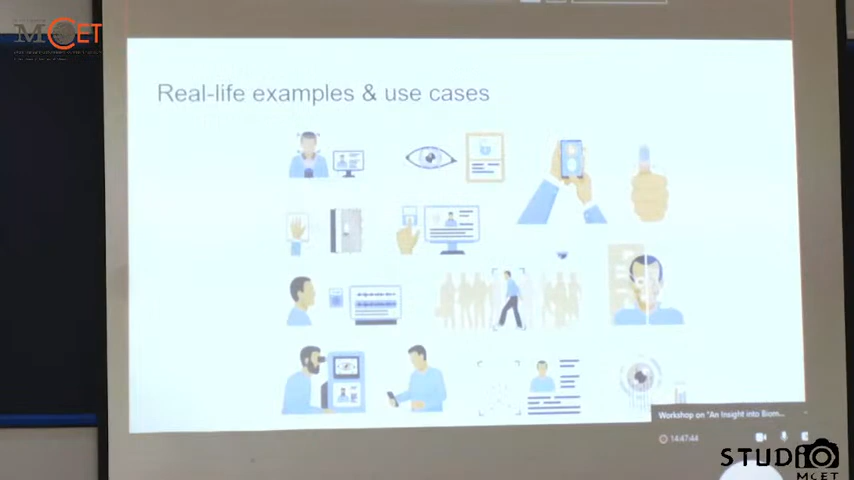 MCET
Real-life examples & use cases
Workshop on "An Insight into Biom...
14:47:44
STUDIO
MCET